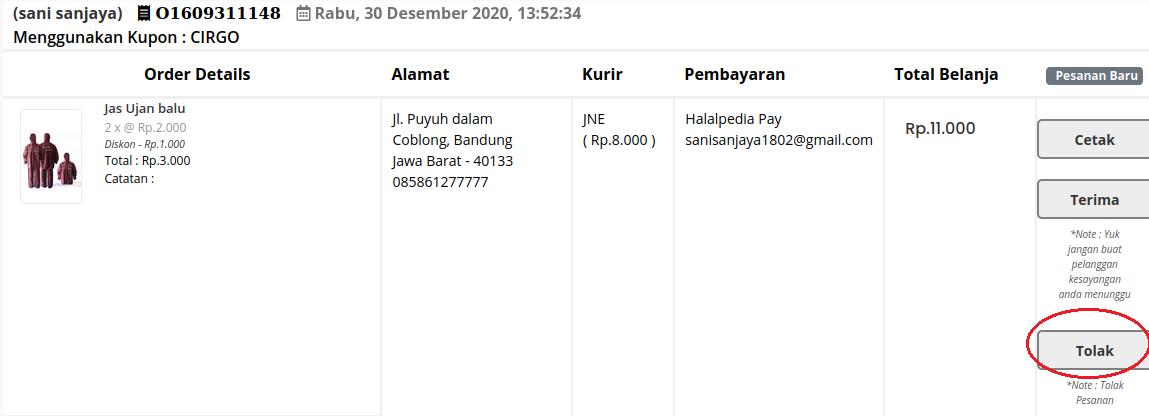 (sani sanjaya) O1609311148 Rabu, 30 Desember 2020, 13:52:34
Menggunakan Kupon : CIRGO
Order Details Alamat Kurir Pembayaran Total Belanja Pesanan Baru
Jas Ujan balu
2 x @ Rp.2.000
Diskon - Rp.1.000
Total : Rp.3.000
Catatan :
Jl. Puyuh dalam
Coblong, Bandung
Jawa Barat - 40133
085861277777
JNE
( Rp.8.000 )
Halalpedia Pay
sanisanjaya1802@gmail.com
Rp.11.000
Cetak
Terima
*Note : Yuk
jangan buat
pelanggan
kesayangan
anda menunggu
Tolak
*Note : Tolak
Pesanan